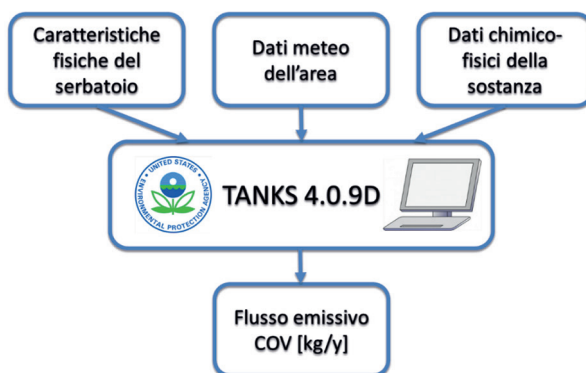 Caratteristiche
fisiche del
serbatoio
Dati meteo
dell'area
Dati chimico-
fisici della
sostanza
UNITED STATES
ENVIRONMENTAL PROTECTION AGENCY
TANKS 4.0.9D
Flusso emissivo
COV [kg/y]